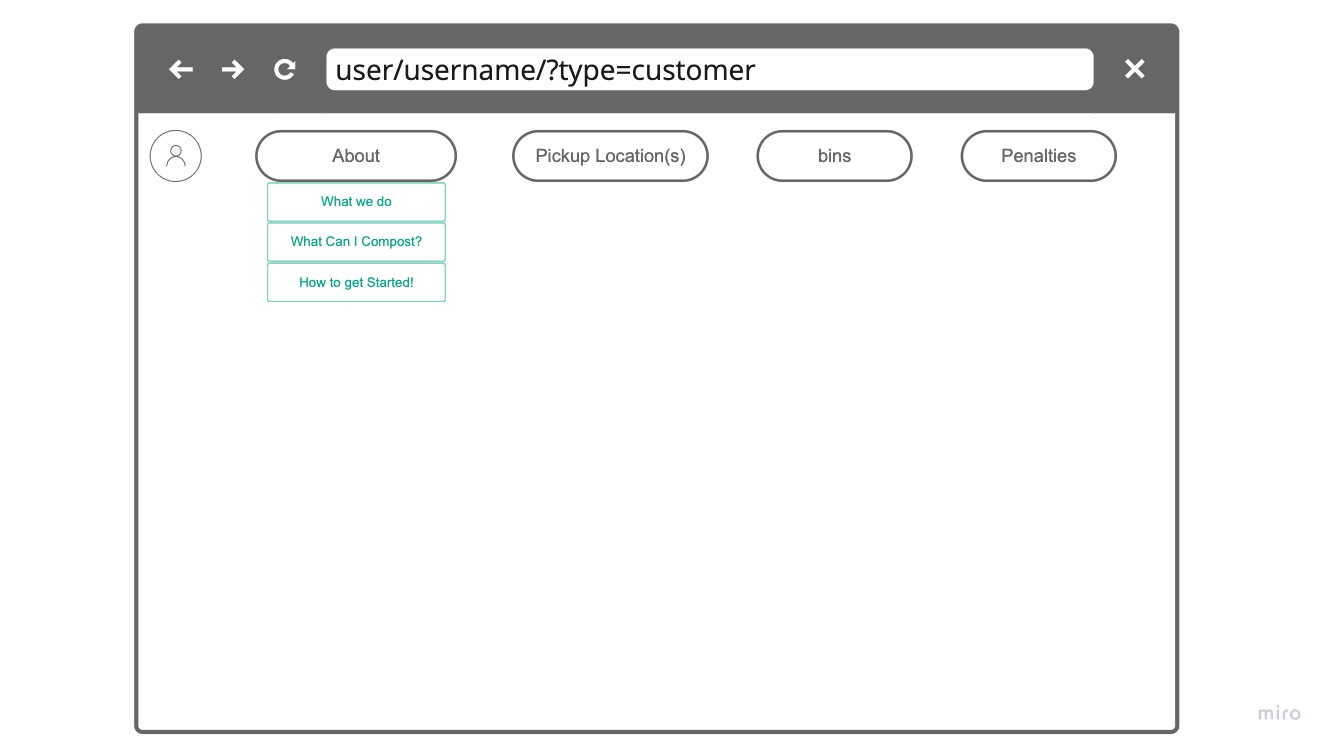 user/username/?type=customer
About
Pickup Location(s)
bins
Penalties
What we do
What Can I Compost?
How to get Started!
miro